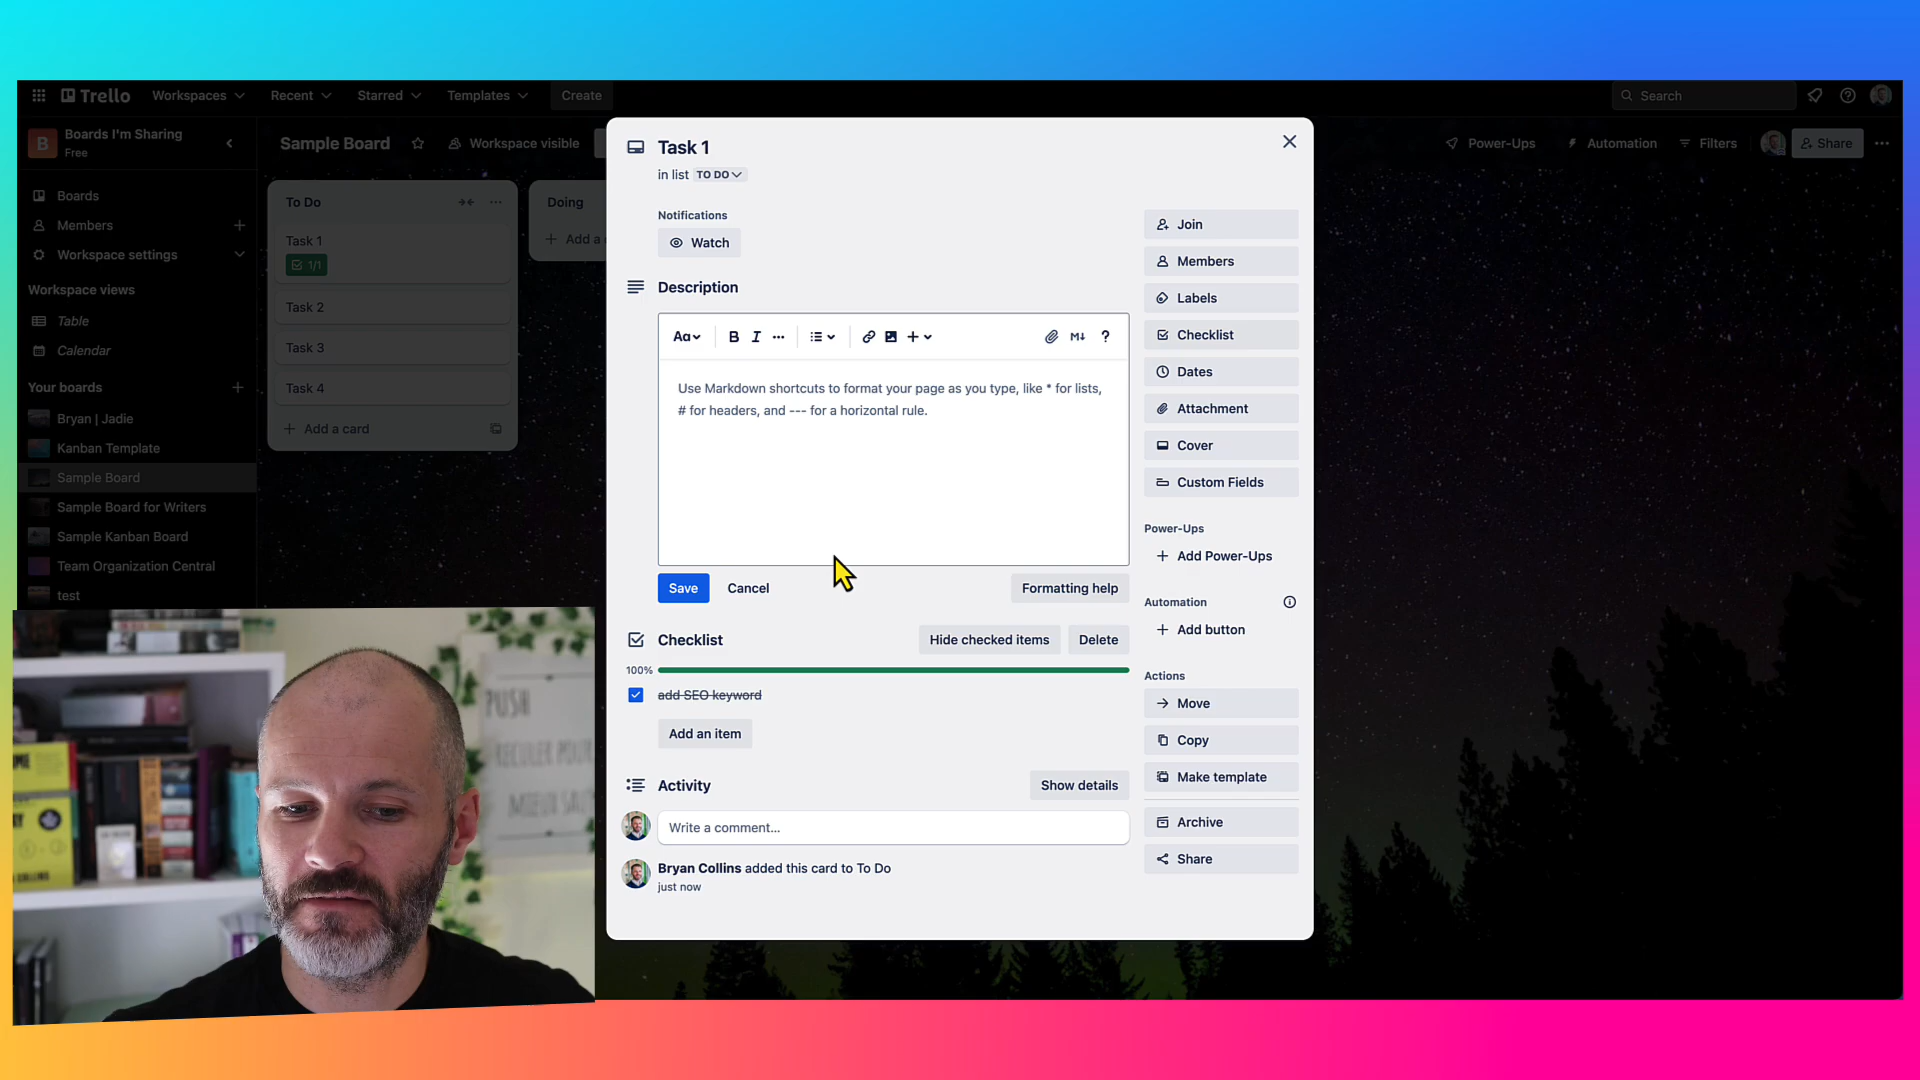 Trello
Workspaces
Recent
Starred
Templates
Create
Search
B
Boards I'm Sharing
Free
Sample Board
Workspace visible
Power-Ups
Automation
Filters
Share
Boards
Members
Workspace settings
Workspace views
Table
Calendar
Your boards
Bryan | Jadie
Kanban Template
Sample Board
Sample Board for Writers
Sample Kanban Board
Team Organization Central
test
To Do
Task 1
1/1
Task 2
Task 3
Task 4
Add a card
Doing
Add a
Task 1
in list TO DO
Notifications
Watch
Description
Aa
B I
M↓ ?
Use Markdown shortcuts to format your page as you type, like * for lists,
# for headers, and --- for a horizontal rule.
Save
Cancel
Formatting help
Checklist
Hide checked items
Delete
100%
add SEO keyword
Add an item
Activity
Show details
Write a comment...
Bryan Collins added this card to To Do
just now
Join
Members
Labels
Checklist
Dates
Attachment
Cover
Custom Fields
Power-Ups
Add Power-Ups
Automation
Add button
Actions
Move
Copy
Make template
Archive
Share
PUSH
RECULER POUR
MIEUX